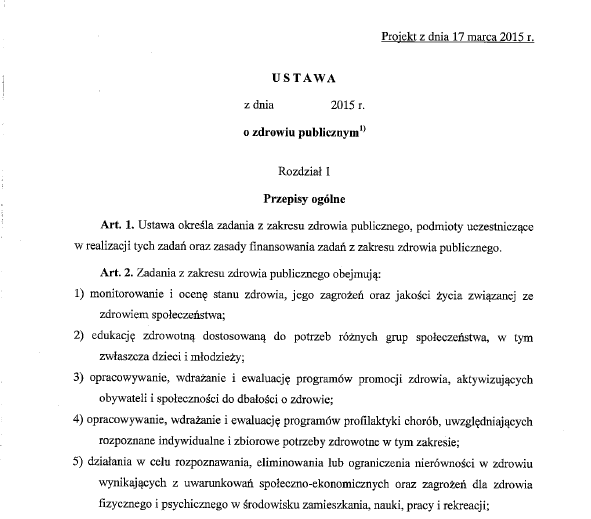 Projekt z dnia 17 marca 2015 r.
USTAWA
z dnia 2015 r.
o zdrowiu publicznym1)
Rozdział I
Przepisy ogólne
Art. 1. Ustawa określa zadania z zakresu zdrowia publicznego, podmioty uczestniczące
w realizacji tych zadań oraz zasady finansowania zadań z zakresu zdrowia publicznego.
Art. 2. Zadania z zakresu zdrowia publicznego obejmują:
1) monitorowanie i ocenę stanu zdrowia, jego zagrożeń oraz jakości życia związanej ze
zdrowiem społeczeństwa;
2) edukację zdrowotną dostosowaną do potrzeb różnych grup społeczeństwa, w tym
zwłaszcza dzieci i młodzieży;
3) opracowywanie, wdrażanie i ewaluację programów promocji zdrowia, aktywizujących
obywateli i społeczności do dbałości o zdrowie;
4) opracowywanie, wdrażanie i ewaluację programów profilaktyki chorób, uwzględniających
rozpoznane indywidualne i zbiorowe potrzeby zdrowotne w tym zakresie;
5) działania w celu rozpoznawania, eliminowania lub ograniczenia nierówności w zdrowiu
wynikających z uwarunkowań społeczno-ekonomicznych oraz zagrożeń dla zdrowia
fizycznego i psychicznego w środowisku zamieszkania, nauki, pracy i rekreacji;